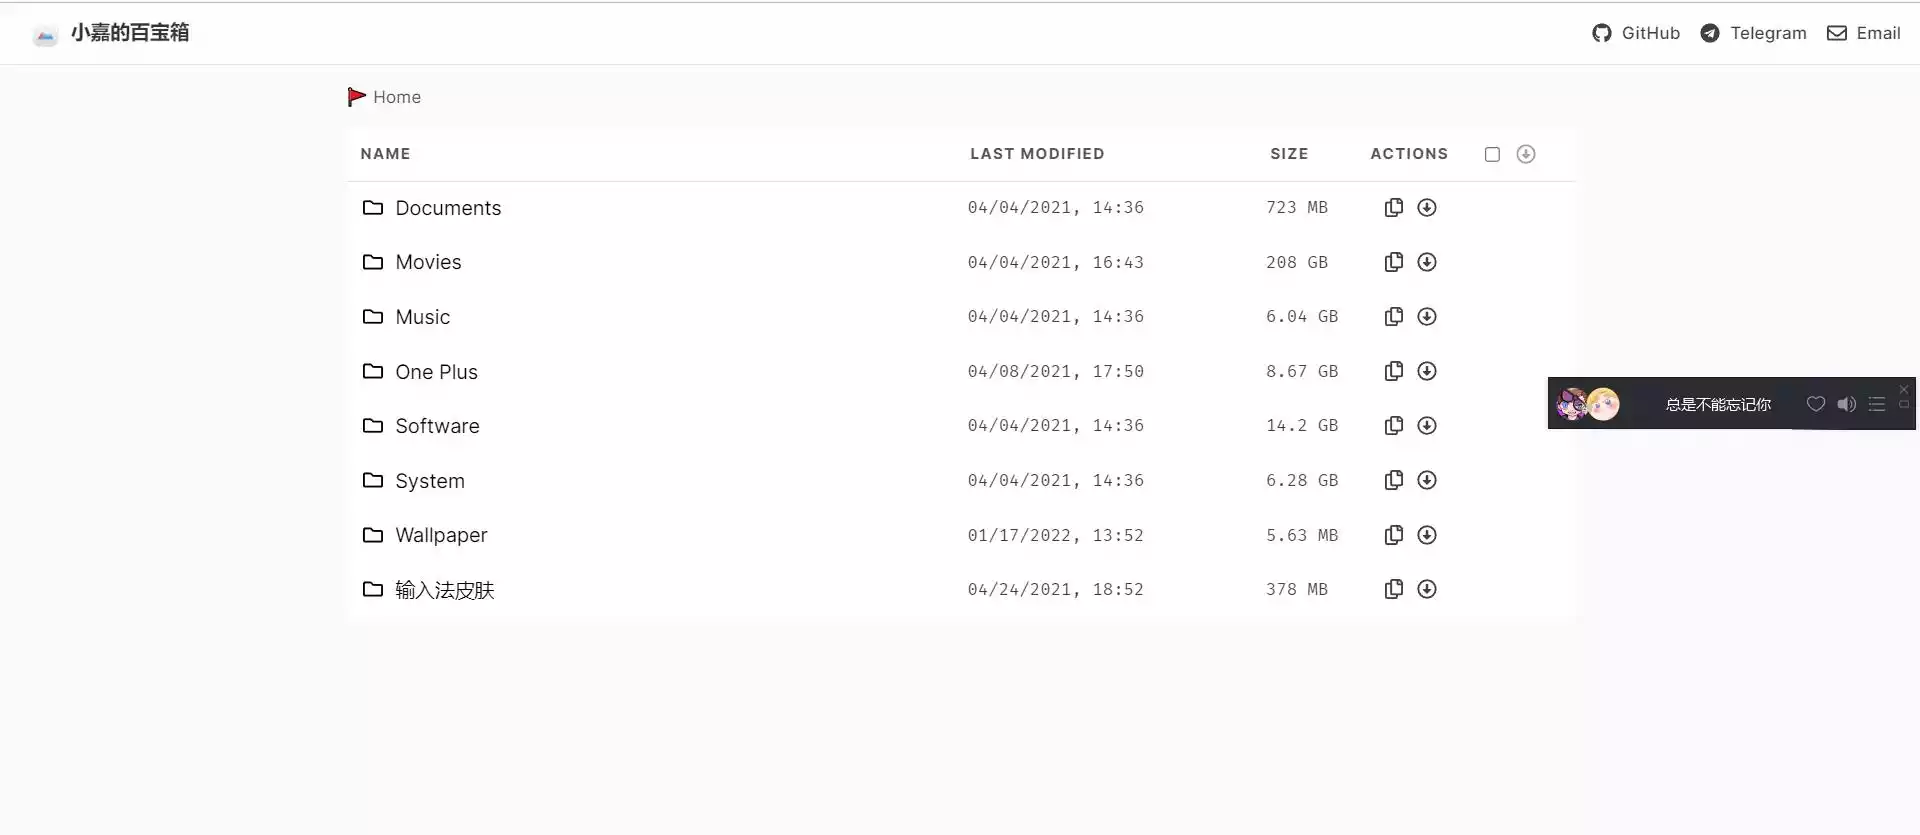 小嘉的百宝箱 GitHub Telegram Email
Home
NAME LAST MODIFIED SIZE ACTIONS
Documents 04/04/2021, 14:36 723 MB
Movies 04/04/2021, 16:43 208 GB
Music 04/04/2021, 14:36 6.04 GB
One Plus 04/08/2021, 17:50 8.67 GB
总是不能忘记你
Software 04/04/2021, 14:36 14.2 GB
System 04/04/2021, 14:36 6.28 GB
Wallpaper 01/17/2022, 13:52 5.63 MB
输入法皮肤 04/24/2021, 18:52 378 MB